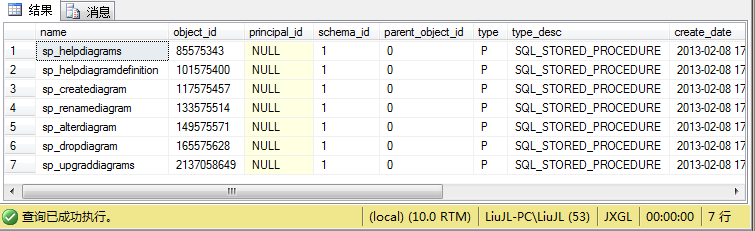 结果 消息
name object_id principal_id schema_id parent_object_id type type_desc create_date
1 sp_helpdiagrams 85575343 NULL 1 0 P SQL_STORED_PROCEDURE 2013-02-08 17
2 sp_helpdiagramdefinition 101575400 NULL 1 0 P SQL_STORED_PROCEDURE 2013-02-08 17
3 sp_creatediagram 117575457 NULL 1 0 P SQL_STORED_PROCEDURE 2013-02-08 17
4 sp_renamediagram 133575514 NULL 1 0 P SQL_STORED_PROCEDURE 2013-02-08 17
5 sp_alterdiagram 149575571 NULL 1 0 P SQL_STORED_PROCEDURE 2013-02-08 17
6 sp_dropdiagram 165575628 NULL 1 0 P SQL_STORED_PROCEDURE 2013-02-08 17
7 sp_upgraddiagrams 2137058649 NULL 1 0 P SQL_STORED_PROCEDURE 2013-02-08 17
查询已成功执行。 (local) (10.0 RTM) LiuJL-PC\LiuJL (53) JXGL 00:00:00 7 行